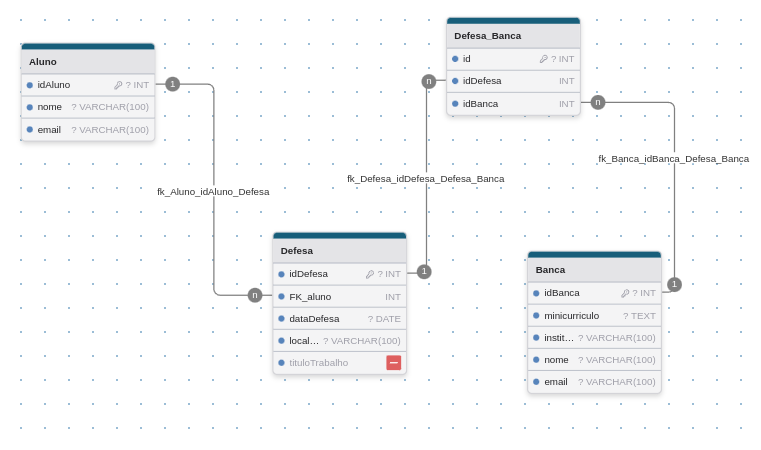 Aluno
idAluno ? INT
nome ? VARCHAR(100)
email ? VARCHAR(100)
1
fk_Aluno_idAluno_Defesa
n
Defesa
idDefesa ? INT
FK_aluno INT
dataDefesa ? DATE
local... ? VARCHAR(100)
tituloTrabalho
1
fk_Defesa_idDefesa_Defesa_Banca
n
Defesa_Banca
id ? INT
idDefesa INT
idBanca INT
n
fk_Banca_idBanca_Defesa_Banca
1
Banca
idBanca ? INT
minicurriculo ? TEXT
instit... ? VARCHAR(100)
nome ? VARCHAR(100)
email ? VARCHAR(100)